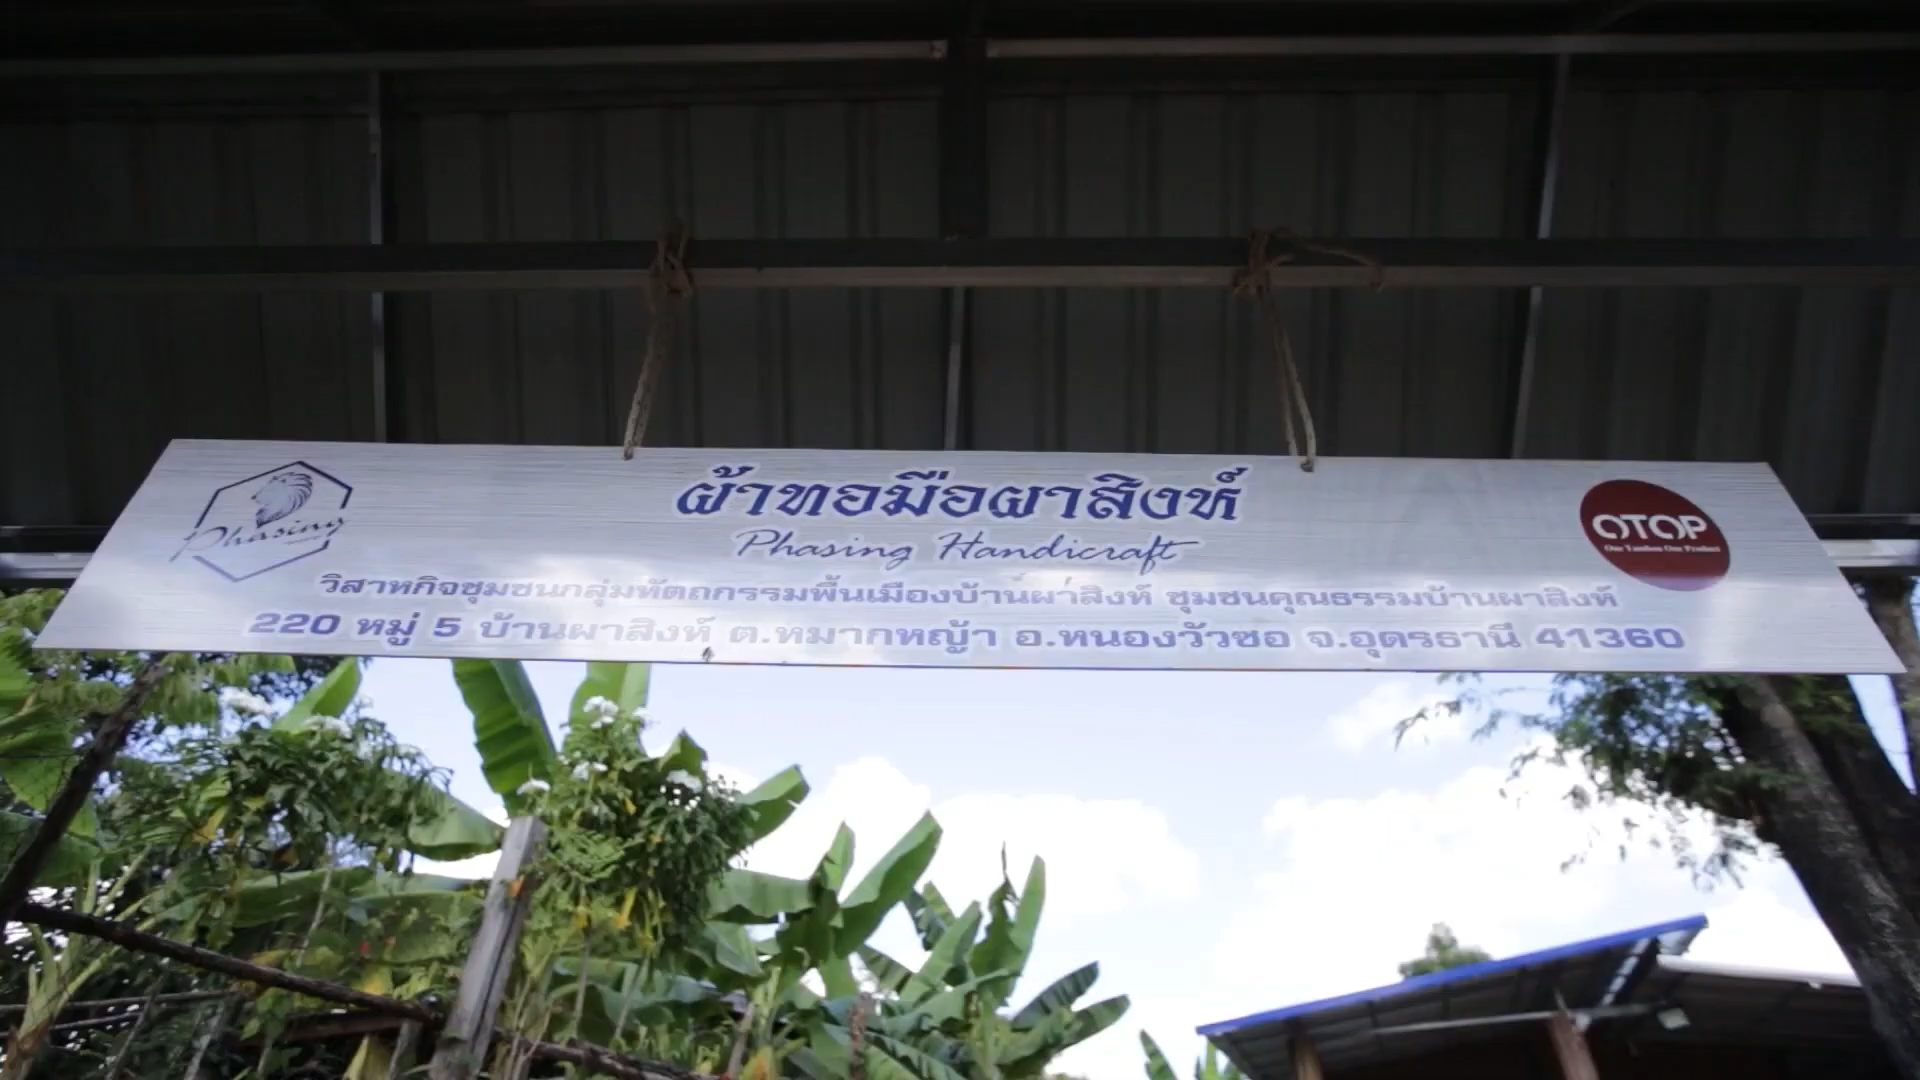 Phasing
ผ้าทอมือผาสิงห์
Phasing Handicraft
วิสาหกิจชุมชนกลุ่มหัตถกรรมพื้นเมืองบ้านผาสิงห์ ชุมชนคุณธรรมบ้านผาสิงห์
220 หมู่ 5 บ้านผาสิงห์ ต.หมากหญ้า อ.หนองวัวซอ จ.อุดรธานี 41360
OTOP
One Tambon One Product